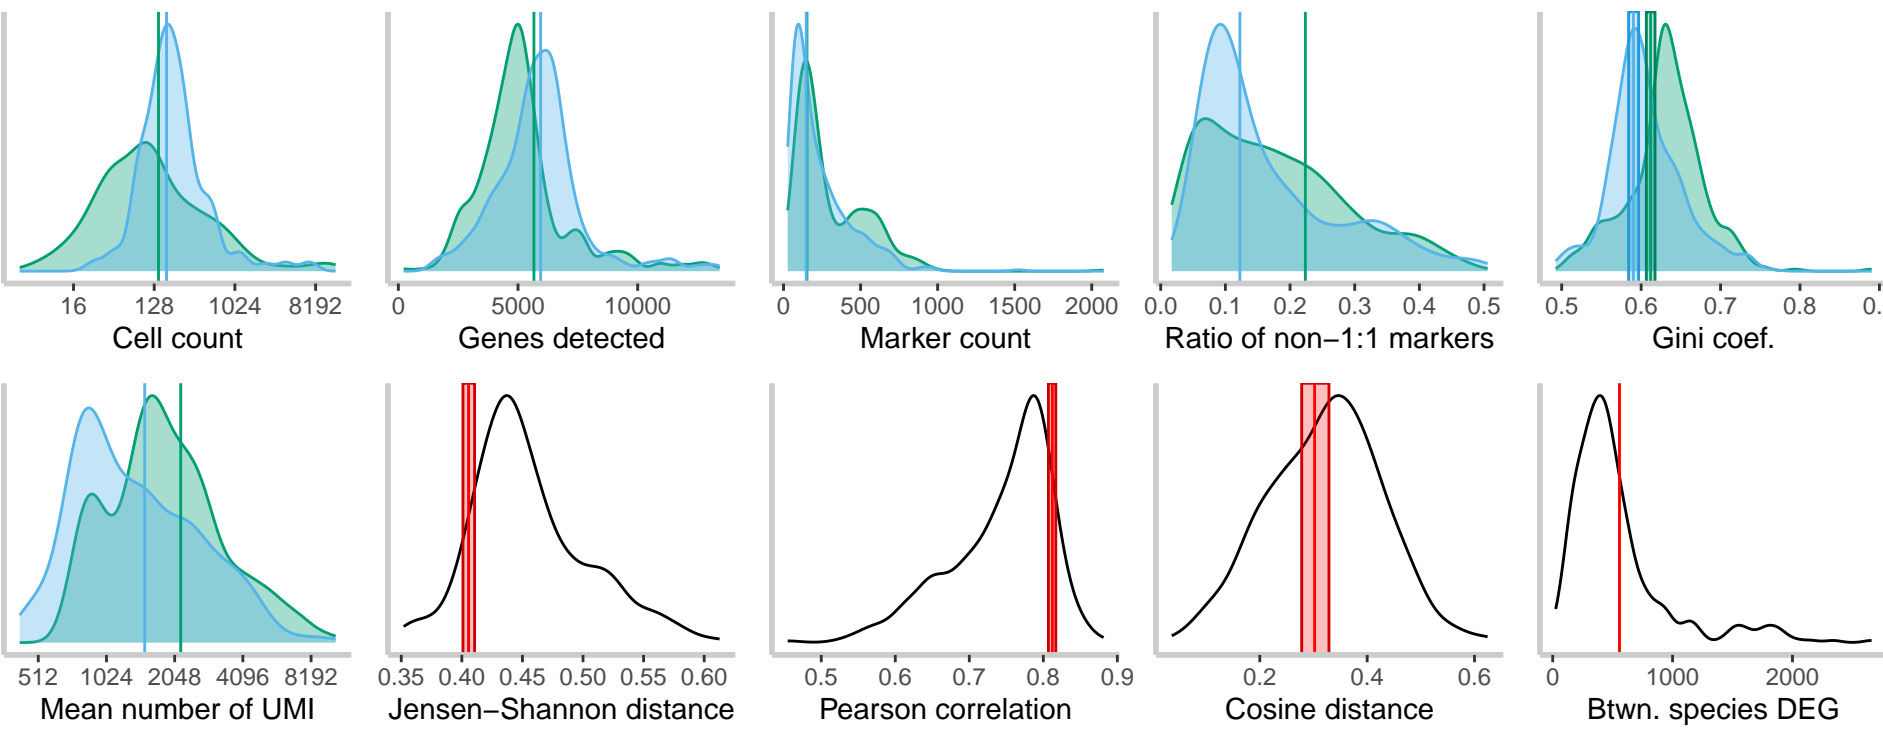 16 128 1024 8192
Cell count
0 5000 10000
Genes detected
0 500 1000 1500 2000
Marker count
0.0 0.1 0.2 0.3 0.4 0.5
Ratio of non−1:1 markers
0.5 0.6 0.7 0.8 0.
Gini coef.
512 1024 2048 4096 8192
Mean number of UMI
0.35 0.40 0.45 0.50 0.55 0.60
Jensen−Shannon distance
0.5 0.6 0.7 0.8 0.9
Pearson correlation
0.2 0.4 0.6
Cosine distance
0 1000 2000
Btwn. species DEG